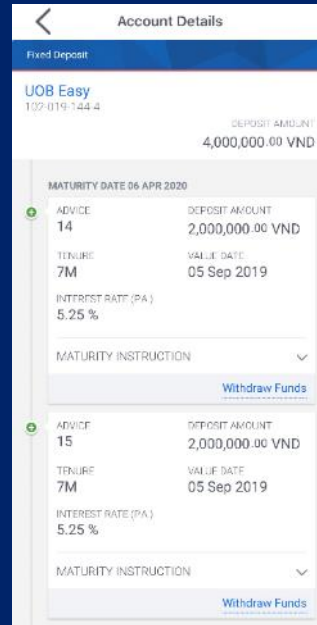 Account Details
Fixed Deposit
UOB Easy
102-019-144-4
DEPOSIT AMOUNT
4,000,000.00 VND
MATURITY DATE 06 APR 2020
ADVICE DEPOSIT AMOUNT
14 2,000,000.00 VND
TENURE VALUE DATE
7M 05 Sep 2019
INTEREST RATE (PA.)
5.25 %
MATURITY INSTRUCTION
Withdraw Funds
ADVICE DEPOSIT AMOUNT
15 2,000,000.00 VND
TENURE VALUE DATE
7M 05 Sep 2019
INTEREST RATE (PA.)
5.25 %
MATURITY INSTRUCTION
Withdraw Funds